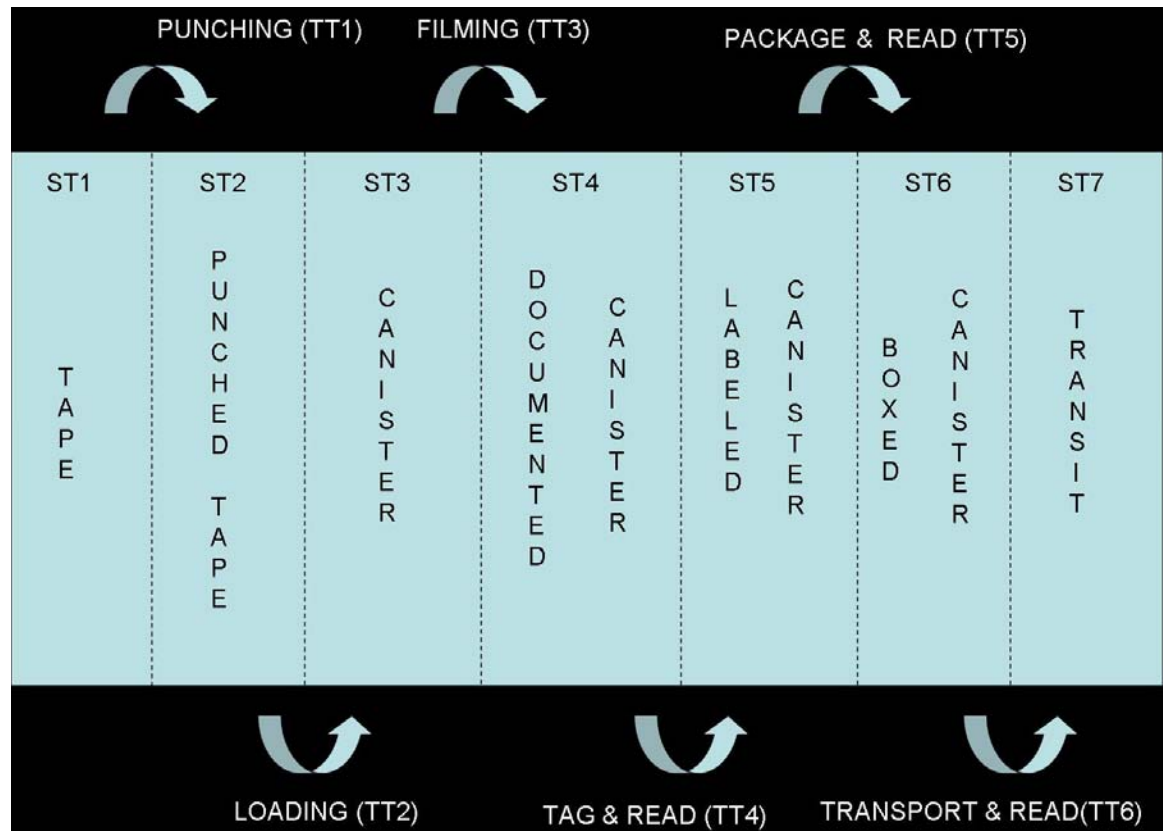 PUNCHING (TT1)
FILMING (TT3)
PACKAGE & READ (TT5)
ST1
ST2
ST3
ST4
ST5
ST6
ST7
TAPE
PUNCHED TAPE
CANISTER
DOCUMENTED
CANISTER
LABELED
CANISTER
BOXED
CANISTER
TRANSIT
LOADING (TT2)
TAG & READ (TT4)
TRANSPORT & READ(TT6)